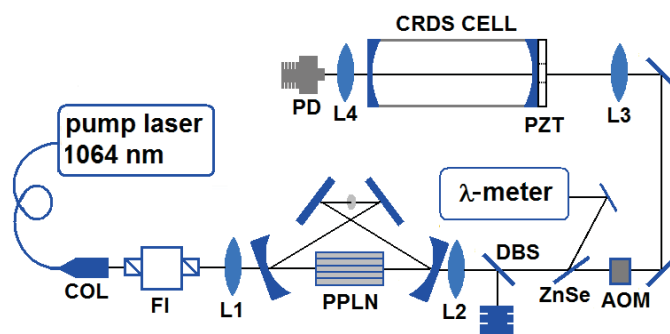 CRDS CELL
PD
L4
PZT
L3
pump laser
1064 nm
λ-meter
DBS
COL
FI
L1
PPLN
L2
ZnSe
AOM